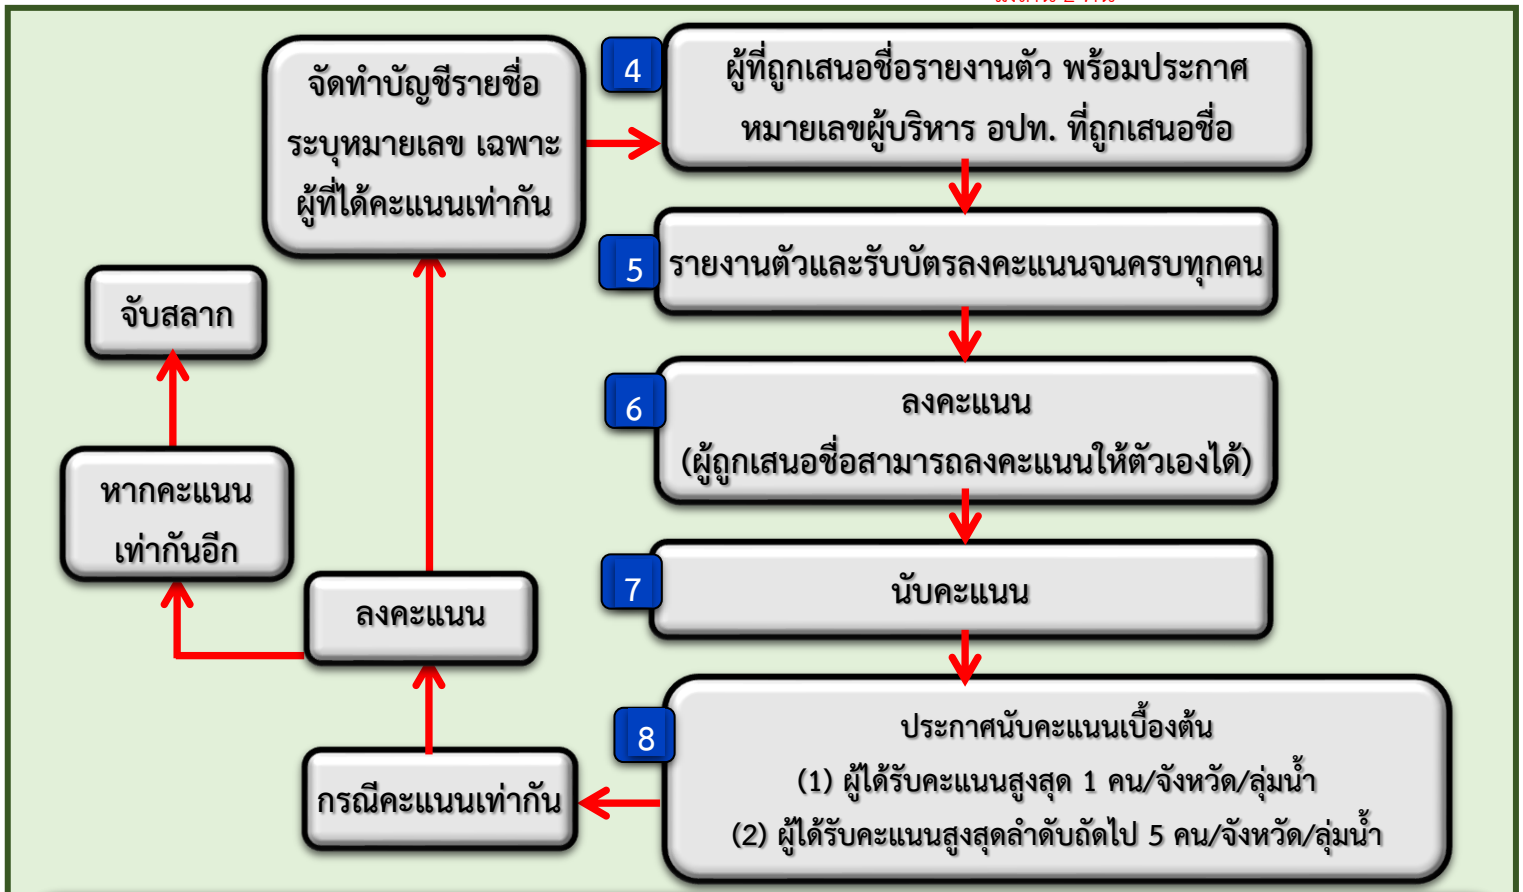 จัดทำบัญชีรายชื่อ
ระบุหมายเลข เฉพาะ
ผู้ที่ได้คะแนนเท่ากัน
4
ผู้ที่ถูกเสนอชื่อรายงานตัว พร้อมประกาศ
หมายเลขผู้บริหาร อปท. ที่ถูกเสนอชื่อ
5
รายงานตัวและรับบัตรลงคะแนนจนครบทุกคน
จับสลาก
6
ลงคะแนน
(ผู้ถูกเสนอชื่อสามารถลงคะแนนให้ตัวเองได้)
หากคะแนน
เท่ากันอีก
7
นับคะแนน
ลงคะแนน
8
ประกาศนับคะแนนเบื้องต้น
(1) ผู้ได้รับคะแนนสูงสุด 1 คน/จังหวัด/ลุ่มน้ำ
(2) ผู้ได้รับคะแนนสูงสุดลำดับถัดไป 5 คน/จังหวัด/ลุ่มน้ำ
กรณีคะแนนเท่ากัน